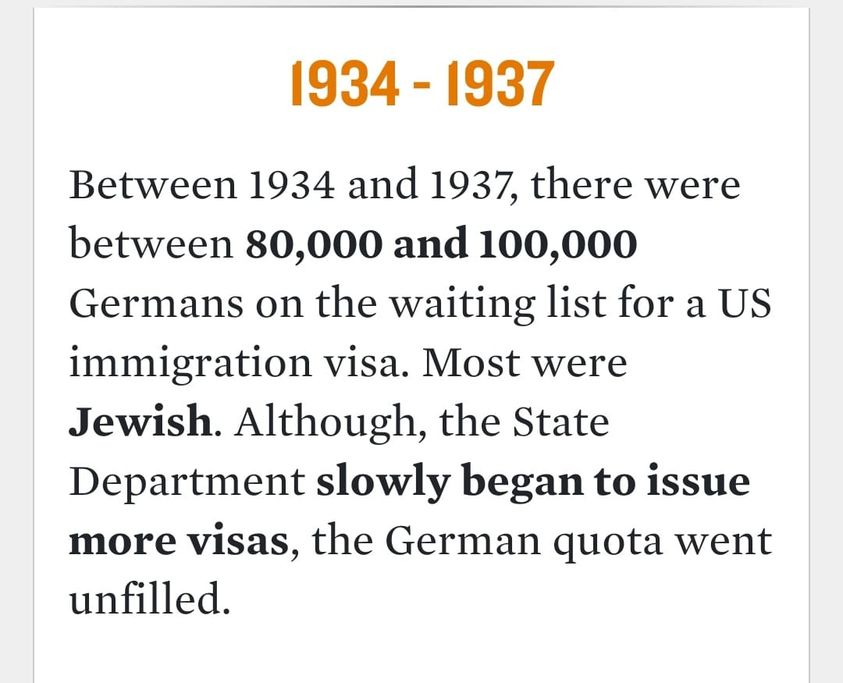 1934 - 1937
Between 1934 and 1937, there were
between 80,000 and 100,000
Germans on the waiting list for a US
immigration visa. Most were
Jewish. Although, the State
Department slowly began to issue
more visas, the German quota went
unfilled.